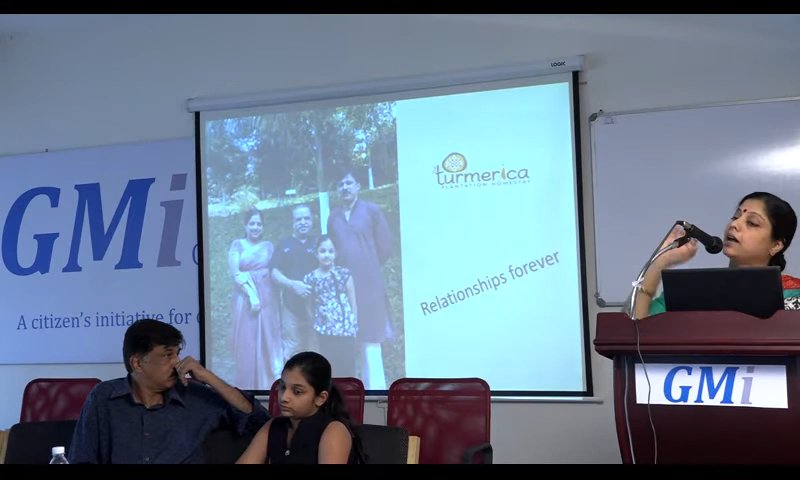 LOGIC
turmerica
PLANTATION HOMESTAY
Relationships forever
GMi
A citizen's initiative for
GMi